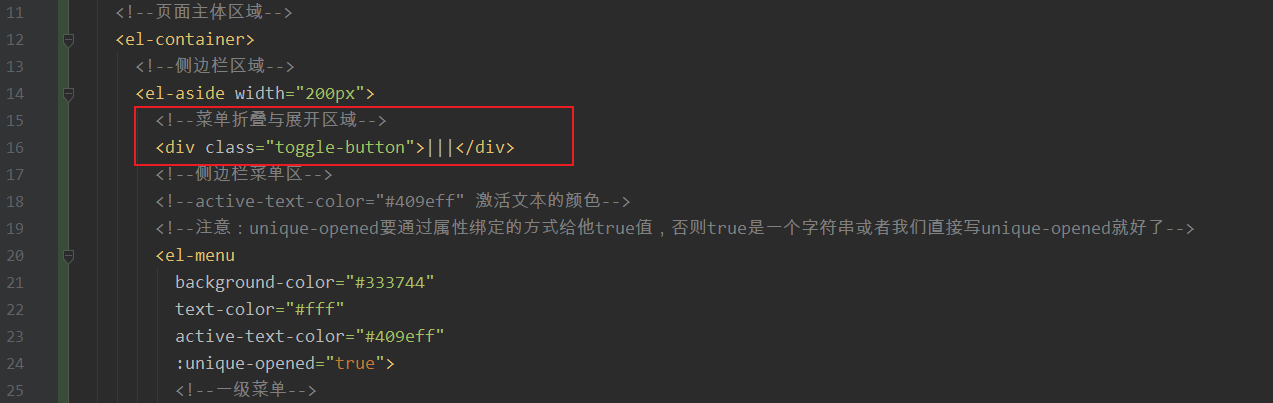 11 <!--页面主体区域-->
12 <el-container>
13 <!--侧边栏区域-->
14 <el-aside width="200px">
15 <!--菜单折叠与展开区域-->
16 <div class="toggle-button">|||</div>
17 <!--侧边栏菜单区-->
18 <!--active-text-color="#409eff" 激活文本的颜色-->
19 <!--注意：unique-opened要通过属性绑定的方式给他true值，否则true是一个字符串或者我们直接写unique-opened就好了-->
20 <el-menu
21 background-color="#333744"
22 text-color="#fff"
23 active-text-color="#409eff"
24 :unique-opened="true">
25 <!--一级菜单-->